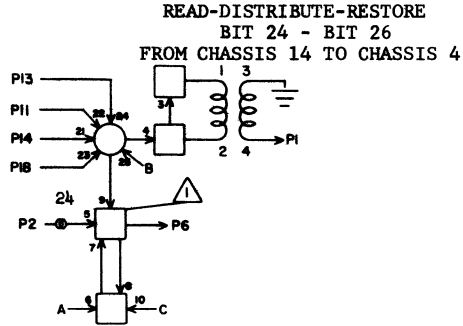 READ-DISTRIBUTE-RESTORE
BIT 24 - BIT 26
FROM CHASSIS 14 TO CHASSIS 4
1 3
P13
3
P11 22 24
P14 21 4
2 4 P1
P18 23 25 B
24 9 1
P2 5 P6
7 8
A 6 10 C